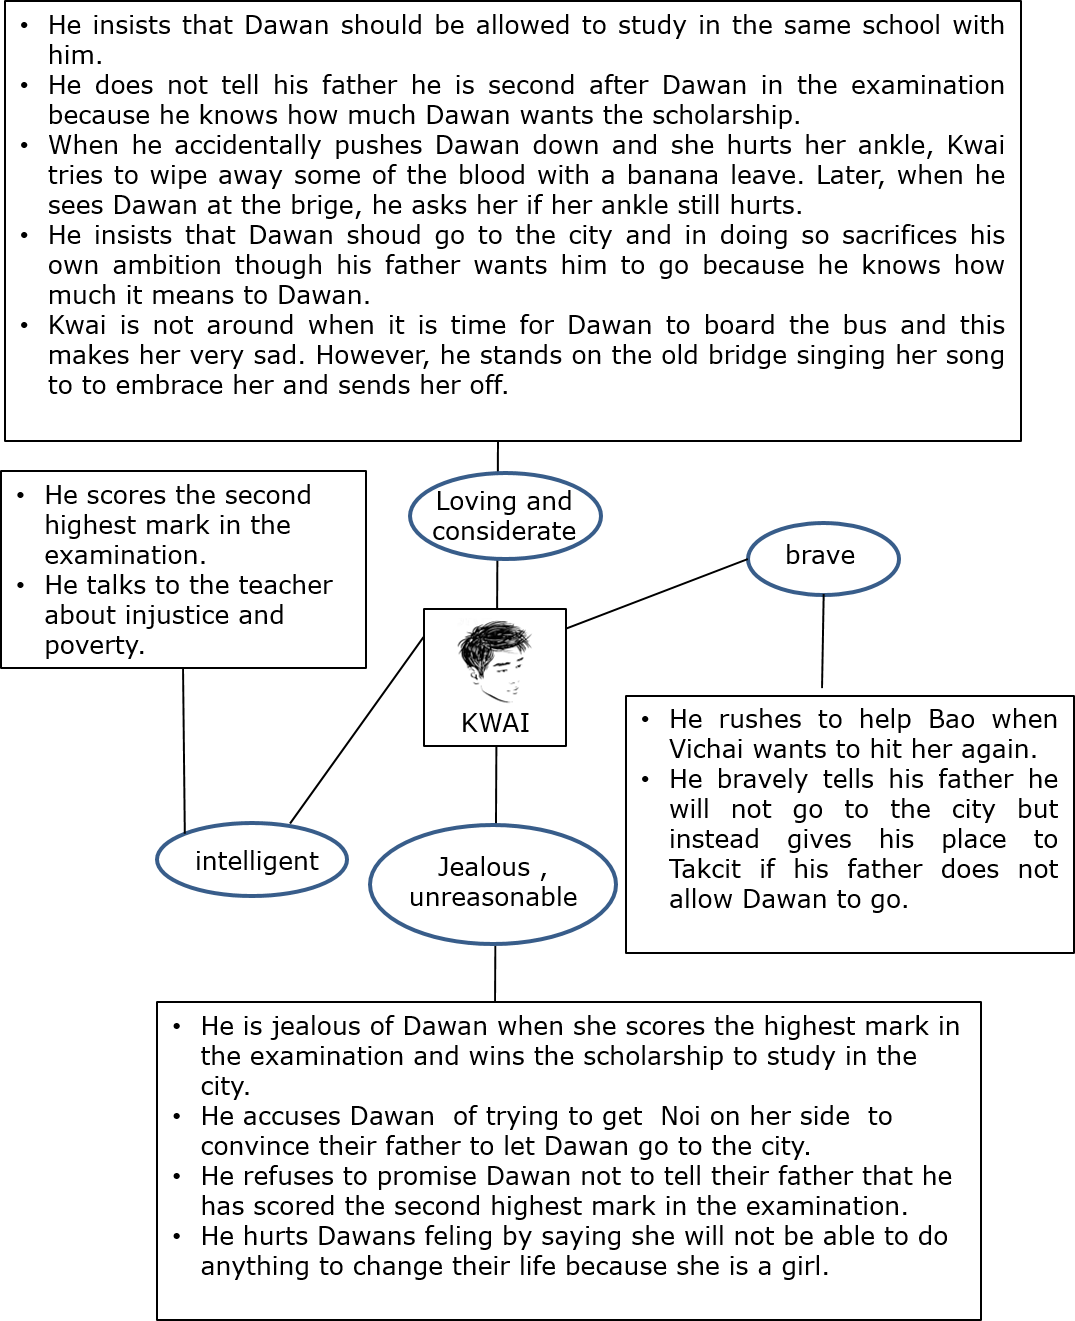 • He insists that Dawan should be allowed to study in the same school with
him.
• He does not tell his father he is second after Dawan in the examination
because he knows how much Dawan wants the scholarship.
• When he accidentally pushes Dawan down and she hurts her ankle, Kwai
tries to wipe away some of the blood with a banana leave. Later, when he
sees Dawan at the brige, he asks her if her ankle still hurts.
• He insists that Dawan shoud go to the city and in doing so sacrifices his
own ambition though his father wants him to go because he knows how
much it means to Dawan.
• Kwai is not around when it is time for Dawan to board the bus and this
makes her very sad. However, he stands on the old bridge singing her song
to to embrace her and sends her off.
• He scores the second
highest mark in the
examination.
• He talks to the teacher
about injustice and
poverty.
Loving and
considerate
brave
KWAI
• He rushes to help Bao when
Vichai wants to hit her again.
• He bravely tells his father he
will not go to the city but
instead gives his place to
Takcit if his father does not
allow Dawan to go.
intelligent
Jealous ,
unreasonable
• He is jealous of Dawan when she scores the highest mark in
the examination and wins the scholarship to study in the
city.
• He accuses Dawan  of trying to get  Noi on her side  to
convince their father to let Dawan go to the city.
• He refuses to promise Dawan not to tell their father that he
has scored the second highest mark in the examination.
• He hurts Dawans feling by saying she will not be able to do
anything to change their life because she is a girl.